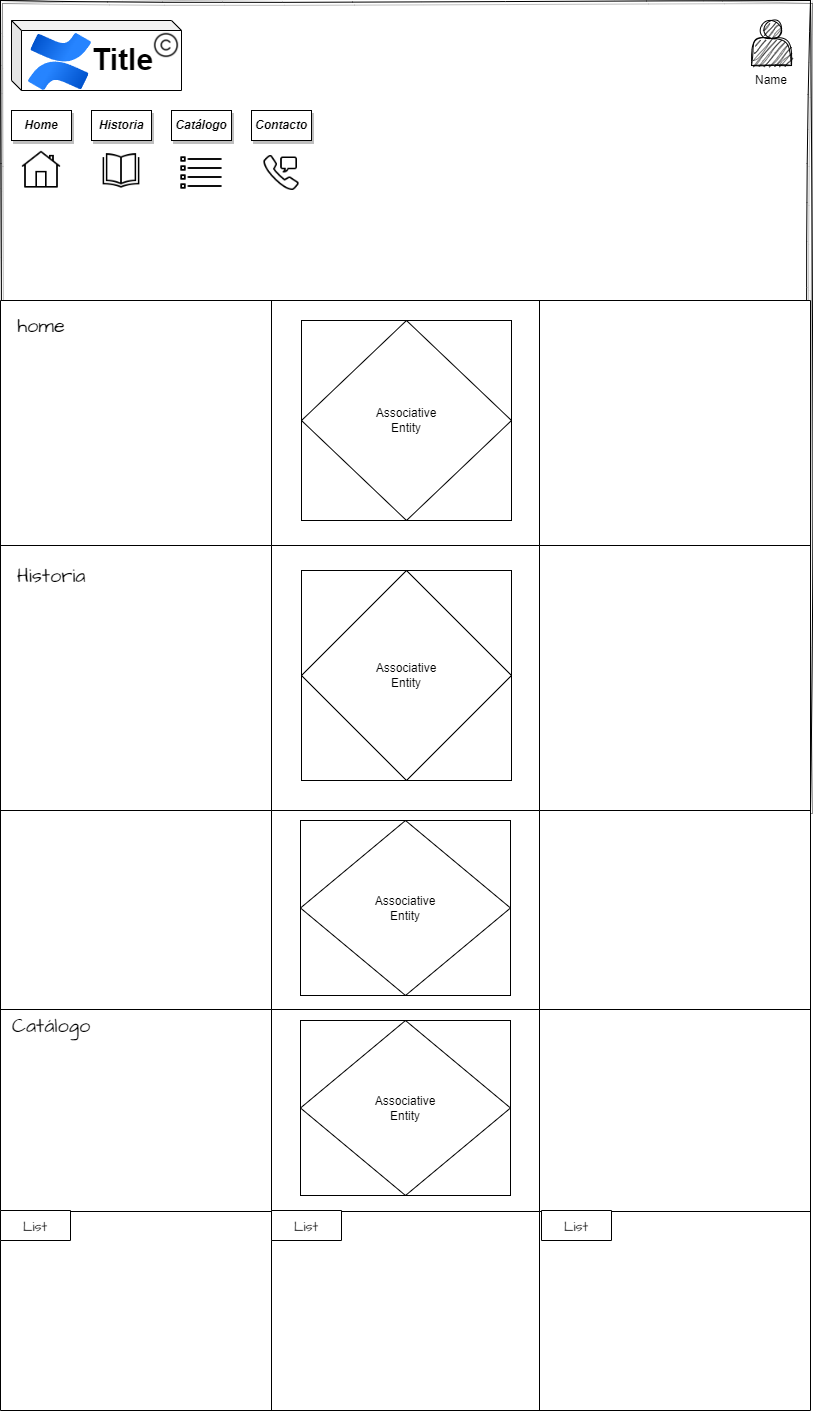 Title ©
Name
Home Historia Catálogo Contacto
home
Associative
Entity
Historia
Associative
Entity
Associative
Entity
Catálogo
Associative
Entity
List List List